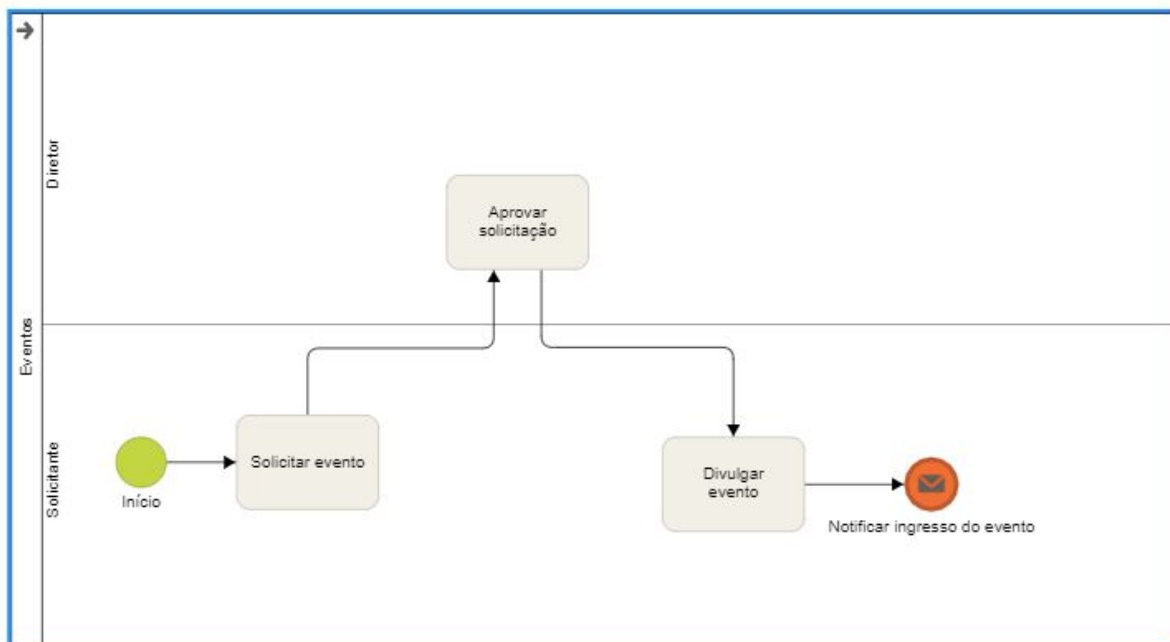 Eventos
Diretor
Aprovar
solicitação
Solicitante
Início
Solicitar evento
Divulgar
evento
Notificar ingresso do evento